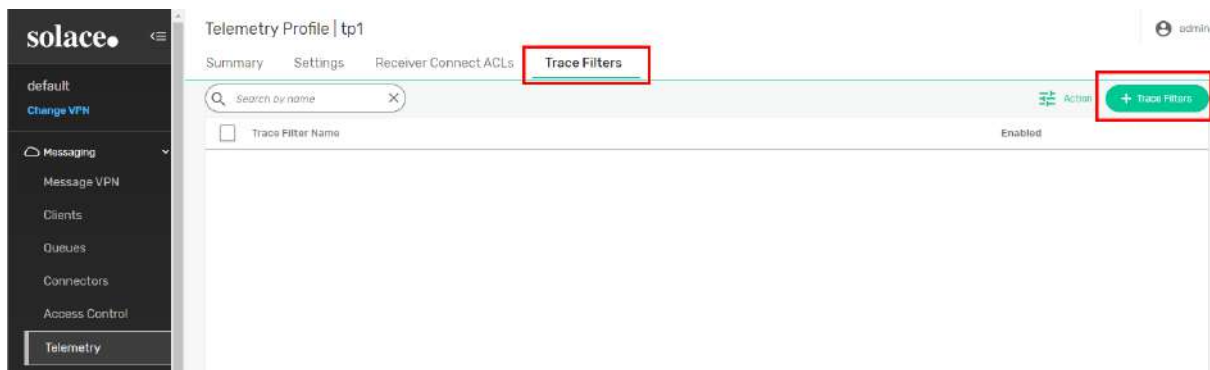 solace
default
Change VPN
Messaging
Message VPN
Clients
Queues
Connectors
Access Control
Telemetry
Telemetry Profile | tp1
admin
Summary Settings Receiver Connect ACLs Trace Filters
Search by name
Action
+ Trace Filters
Trace Filter Name Enabled